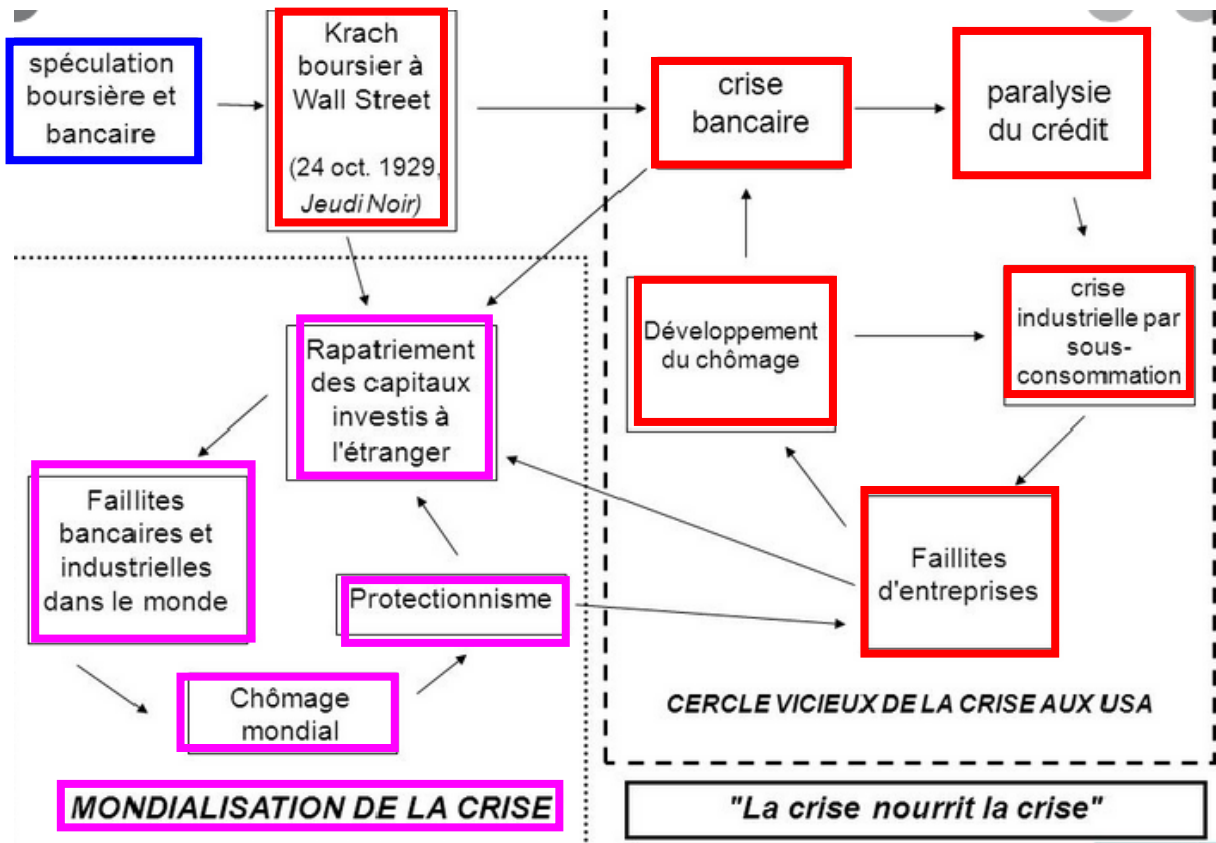 spéculation
boursière et
bancaire
Krach
boursier à
Wall Street
(24 oct. 1929,
Jeudi Noir)
crise
bancaire
paralysie
du crédit
crise
industrielle par
sous-
consommation
Développement
du chômage
Faillites
d'entreprises
CERCLE VICIEUX DE LA CRISE AUX USA
Rapatriement
des capitaux
investis à
l'étranger
Faillites
bancaires et
industrielles
dans le monde
Protectionnisme
Chômage
mondial
MONDIALISATION DE LA CRISE
"La crise nourrit la crise"